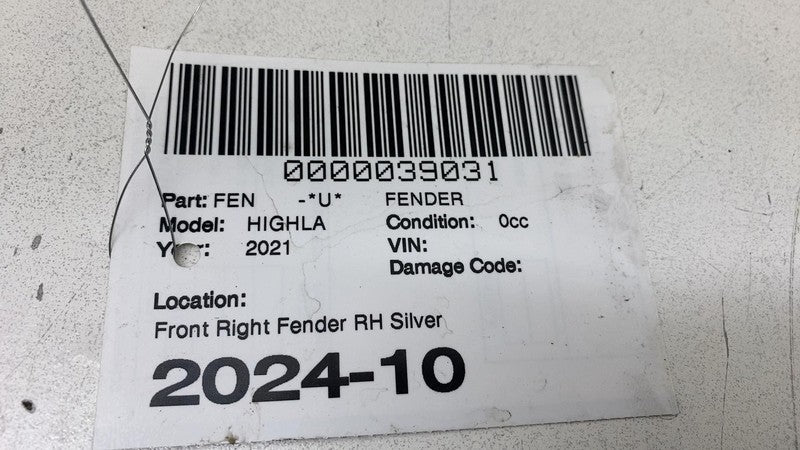 0000039031
Part: FEN -*U* FENDER
Model: HIGHLA Condition: 0cc
Year: 2021 VIN:
Damage Code:
Location:
Front Right Fender RH Silver
2024-10